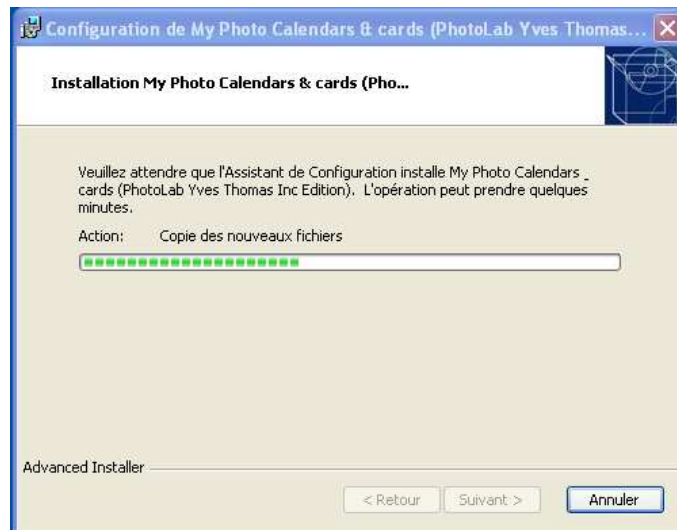 Configuration de My Photo Calendars & cards (PhotoLab Yves Thomas...
Installation My Photo Calendars & cards (Pho...
Veuillez attendre que l'Assistant de Configuration installe My Photo Calendars _
cards (PhotoLab Yves Thomas Inc Edition). L'opération peut prendre quelques
minutes.
Action: Copie des nouveaux fichiers
Advanced Installer
< Retour Suivant > Annuler